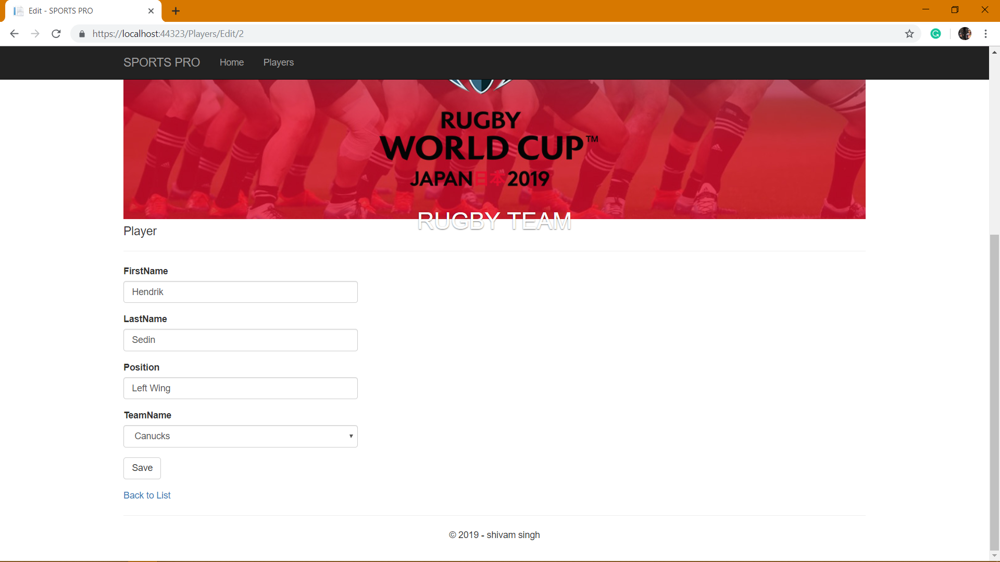 Edit - SPORTS PRO
https://localhost:44323/Players/Edit/2
SPORTS PRO Home Players
RUGBY
WORLD CUP™
JAPAN日本2019
RUGBY TEAM
Player
FirstName
Hendrik
LastName
Sedin
Position
Left Wing
TeamName
Canucks
Save
Back to List
© 2019 - shivam singh